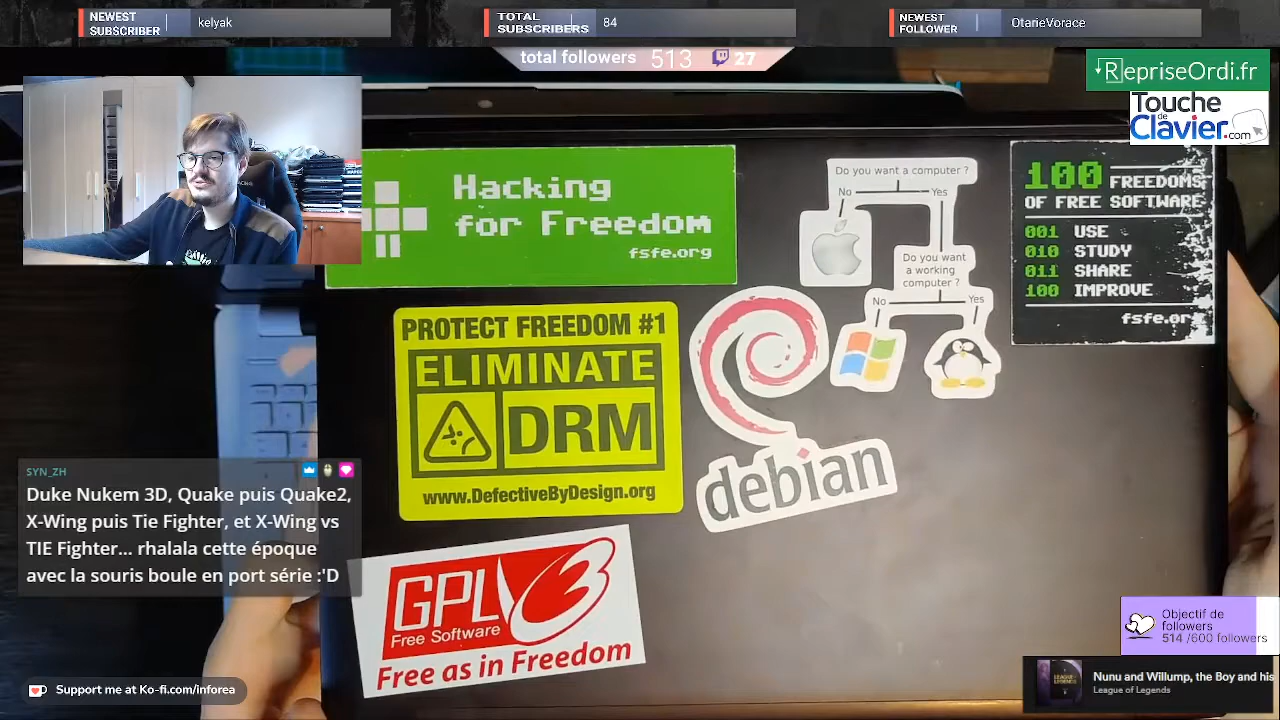 NEWEST
SUBSCRIBER
kelyak
TOTAL
SUBSCRIBERS
84
NEWEST
FOLLOWER
OtarieVorace
total followers 513 27
RepriseOrdi.fr
Touche
de
Clavier.com
Hacking
for Freedom
fsfe.org
Do you want a computer ?
No
Yes
Do you want
a working
computer ?
No
Yes
100 FREEDOMS
OF FREE SOFTWARE
001 USE
010 STUDY
011 SHARE
100 IMPROVE
fsfe.org
PROTECT FREEDOM #1
ELIMINATE
DRM
www.DefectiveByDesign.org
debian
SYN_ZH
Duke Nukem 3D, Quake puis Quake2,
X-Wing puis Tie Fighter, et X-Wing vs
TIE Fighter... rhalala cette époque
avec la souris boule en port série :'D
GPL v3
Free Software
Free as in Freedom
Support me at Ko-fi.com/inforea
Objectif de
followers
514 /600 followers
Nunu and Willump, the Boy and his
League of Legends